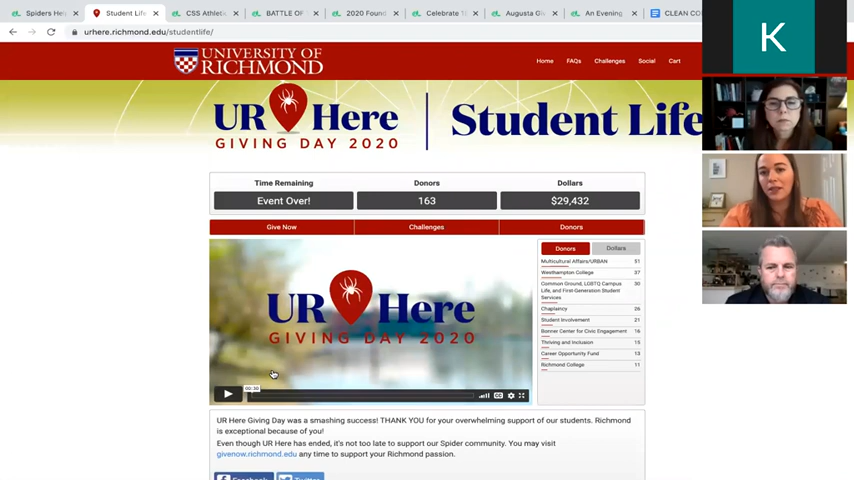 Spiders He
Student Life
CSS Athleti
BATTLE OF
2020 Found
Celebrate 1
Augusta Gi
An Evening
CLEAN CO
urhere.richmond.edu/studentlife/
UNIVERSITY OF
RICHMOND
Home FAQs Challenges Social Cart
UR Here
GIVING DAY 2020
Student Life
Time Remaining Donors Dollars
Event Over! 163 $29,432
Give Now Challenges Donors
UR Here
GIVING DAY 2020
00:30
CC
Donors Dollars
Multicultural Affairs/URBAN 51
Westhampton College 37
Common Ground, LGBTQ Campus 30
Life, and First-Generation Student
Services
Chaplaincy 26
Student Involvement 21
Bonner Center for Civic Engagement 16
Thriving and Inclusion 15
Career Opportunity Fund 13
Richmond College 11
UR Here Giving Day was a smashing success! THANK YOU for your overwhelming support of our students. Richmond
is exceptional because of you!
Even though UR Here has ended, it's not too late to support our Spider community. You may visit
givenow.richmond.edu any time to support your Richmond passion.
Facebook Twitter
K